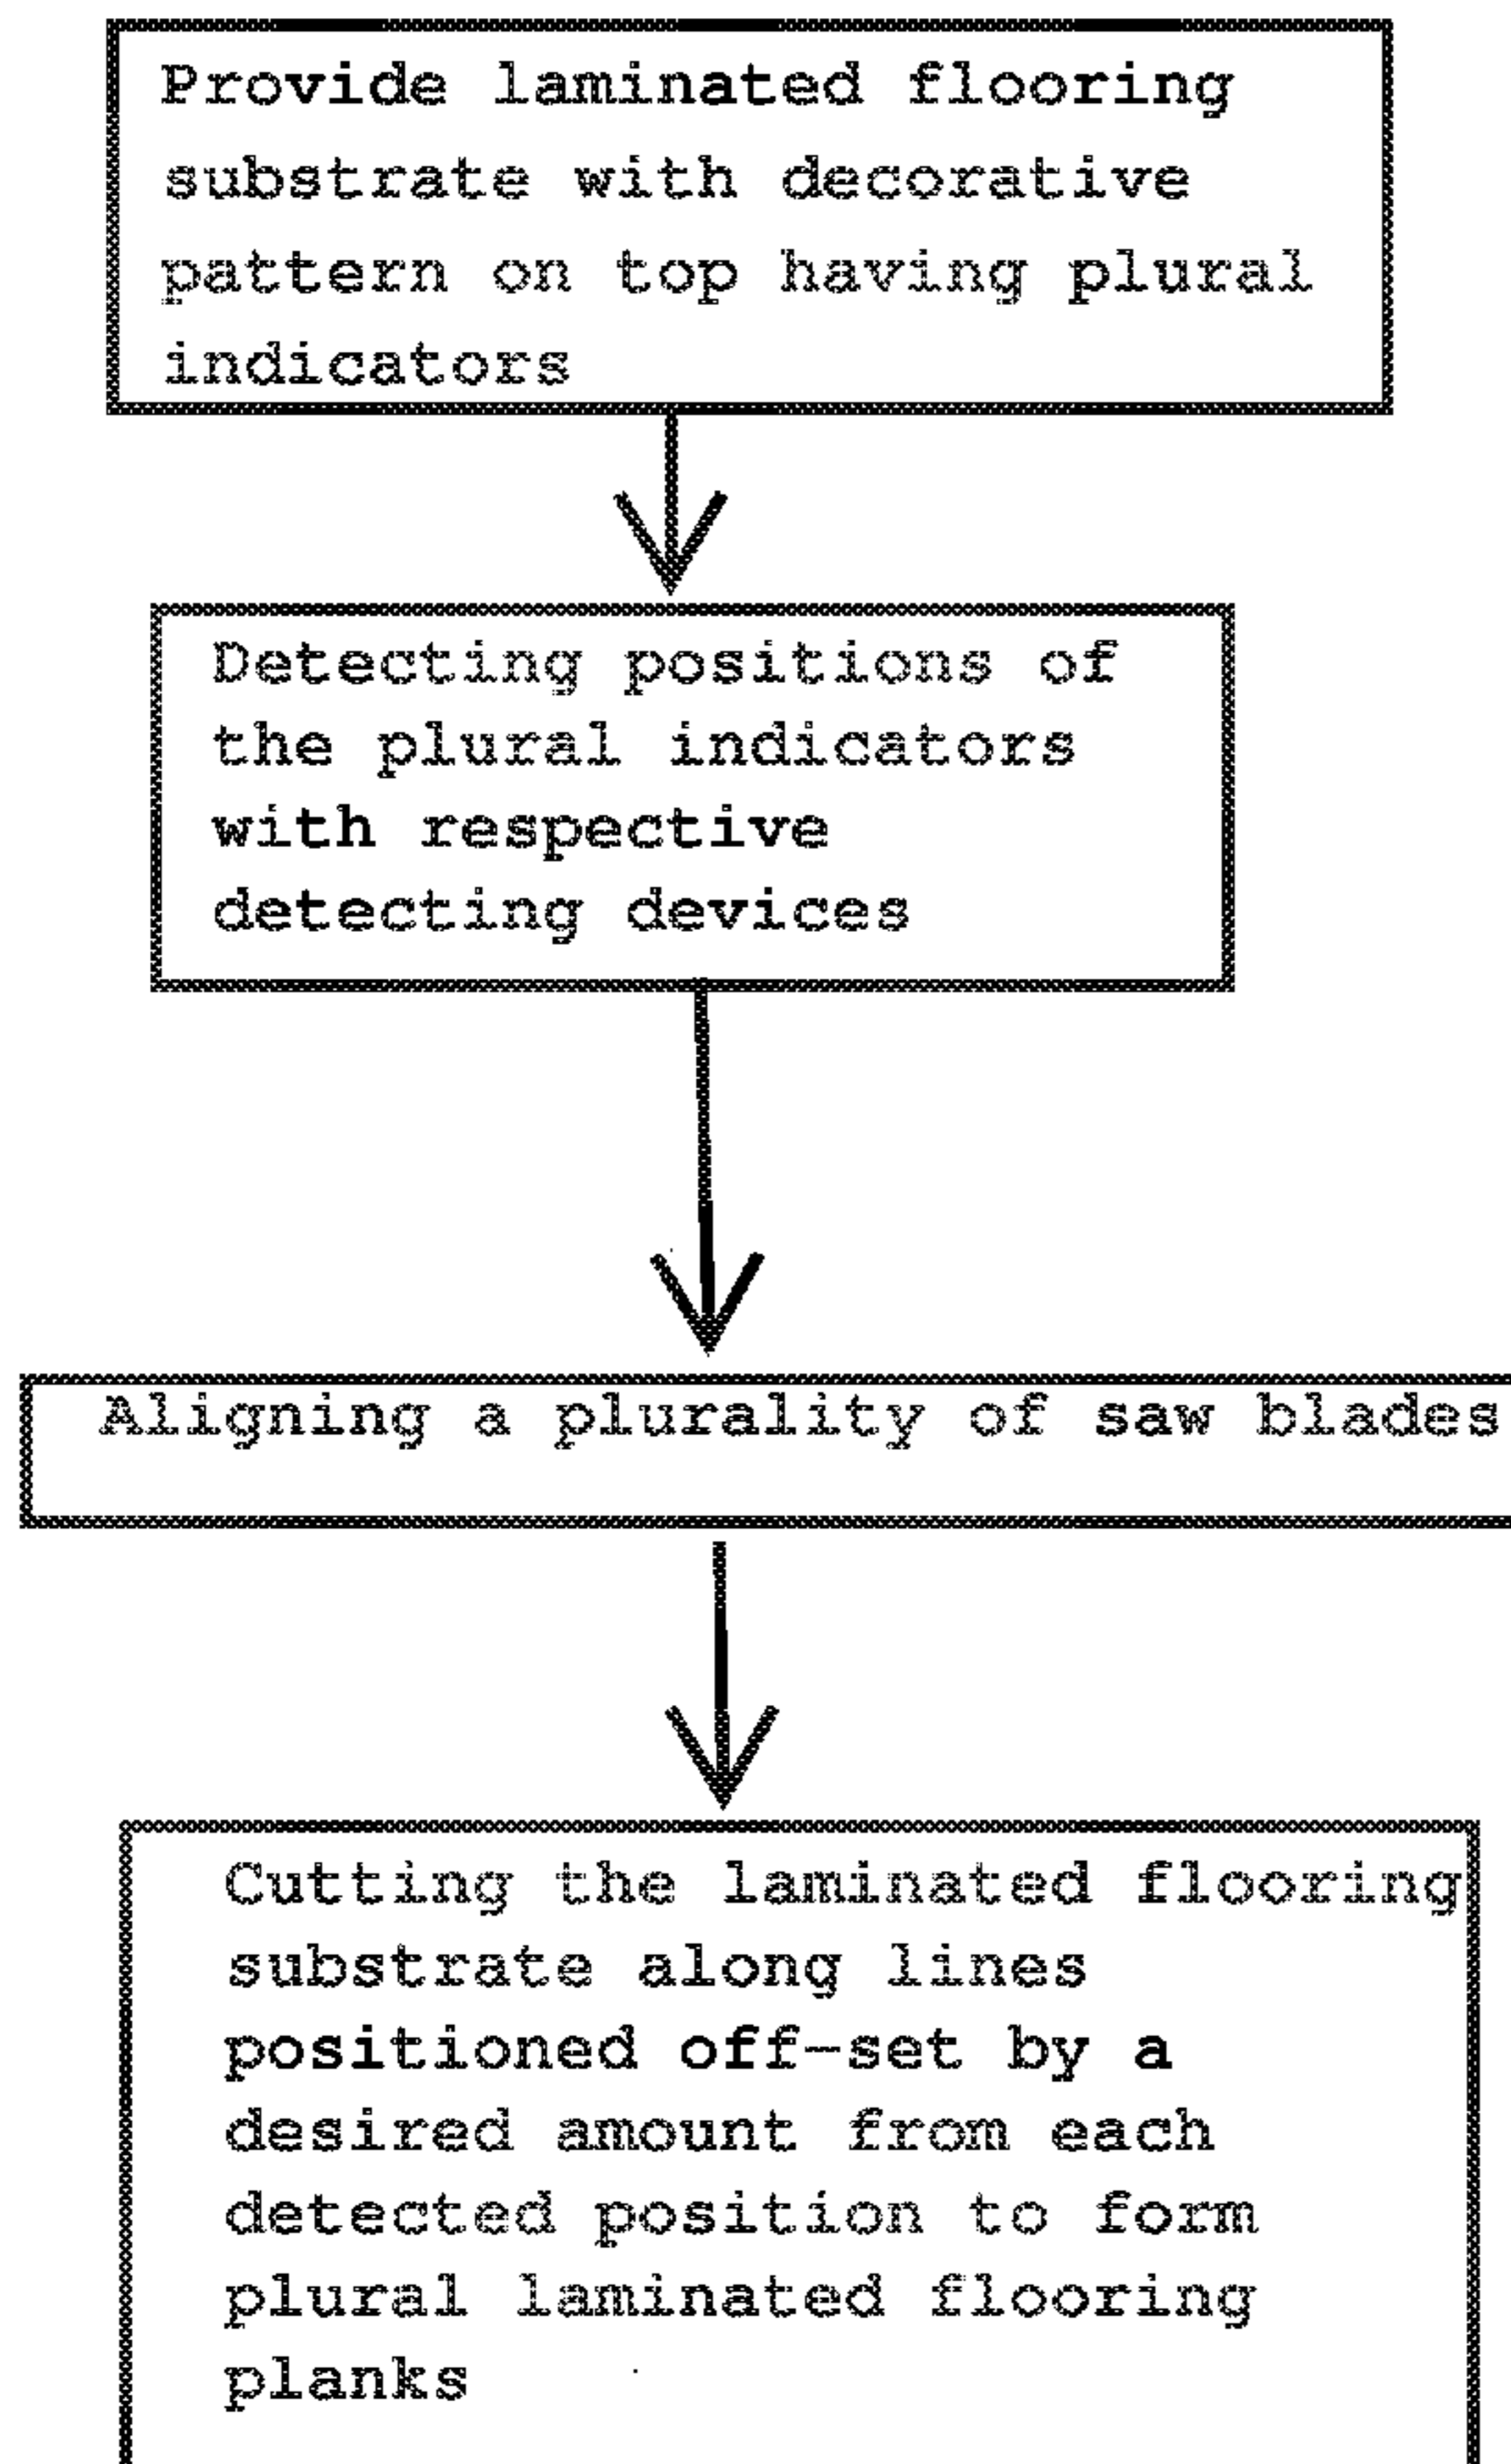 Provide laminated flooring
substrate with decorative
pattern on top having plural
indicators
Detecting positions of
the plural indicators
with respective
detecting devices
Aligning a plurality of saw blades
Cutting the laminated flooring
substrate along lines
positioned off-set by a
desired amount from each
detected position to form
plural laminated flooring
planks